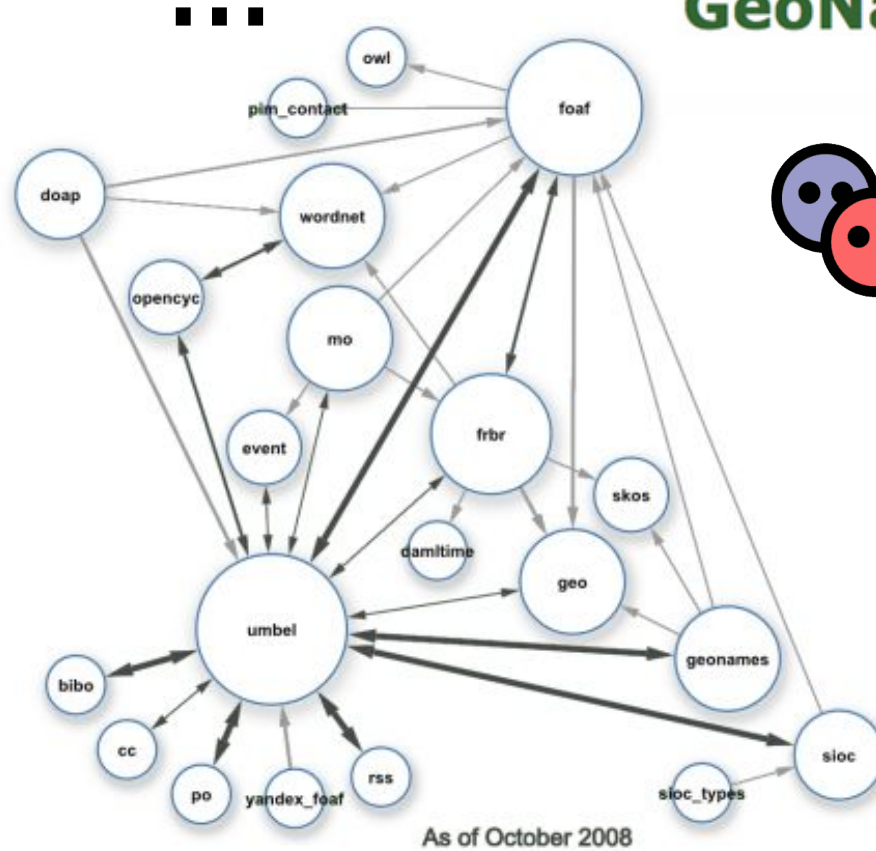 ...
GeoNa
owl
foaf
pim_contact
doap
wordnet
opencyc
mo
frbr
event
skos
damltime
geo
umbel
geonames
bibo
cc
sioc
po
yandex_foaf
rss
sioc_types
As of October 2008